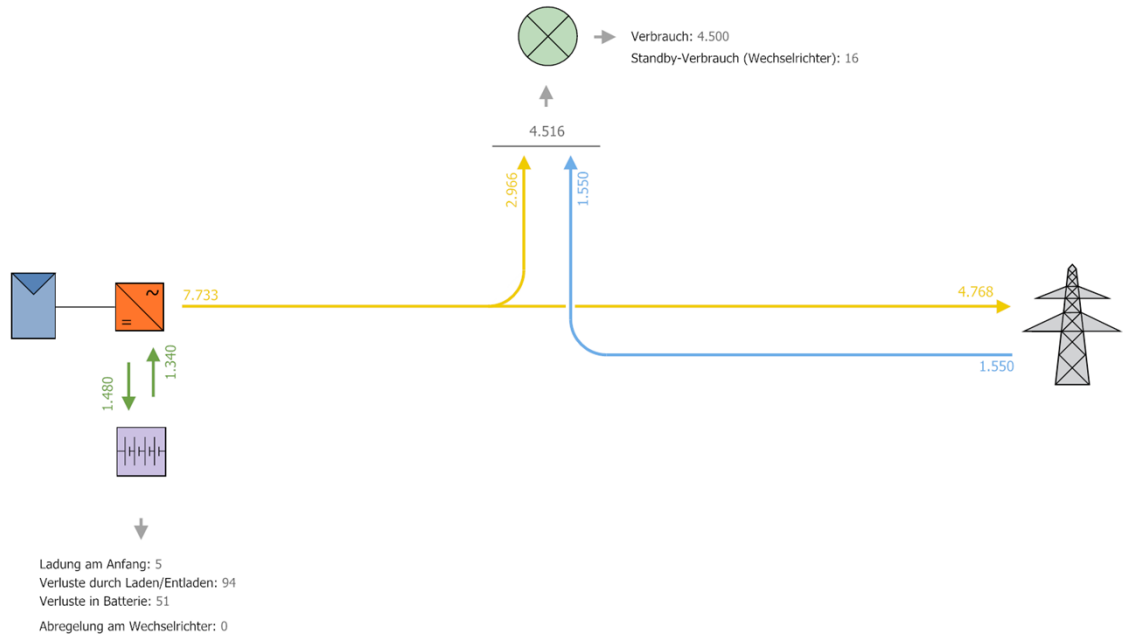 Verbrauch: 4.500
Standby-Verbrauch (Wechselrichter): 16
4.516
2.966
1.550
7.733
4.768
1.550
1.480
1.340
Ladung am Anfang: 5
Verluste durch Laden/Entladen: 94
Verluste in Batterie: 51
Abregelung am Wechselrichter: 0